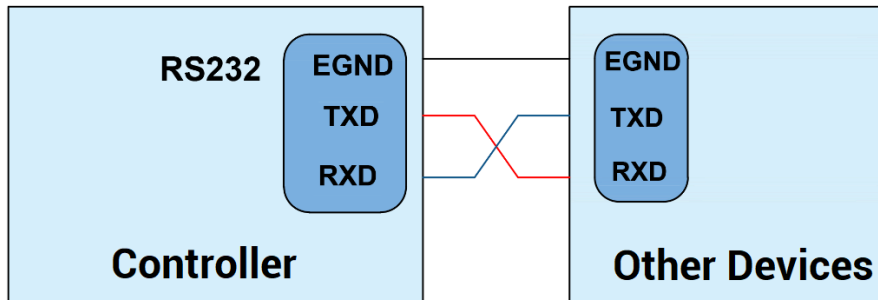 RS232
EGND
TXD
RXD
Controller
EGND
TXD
RXD
Other Devices